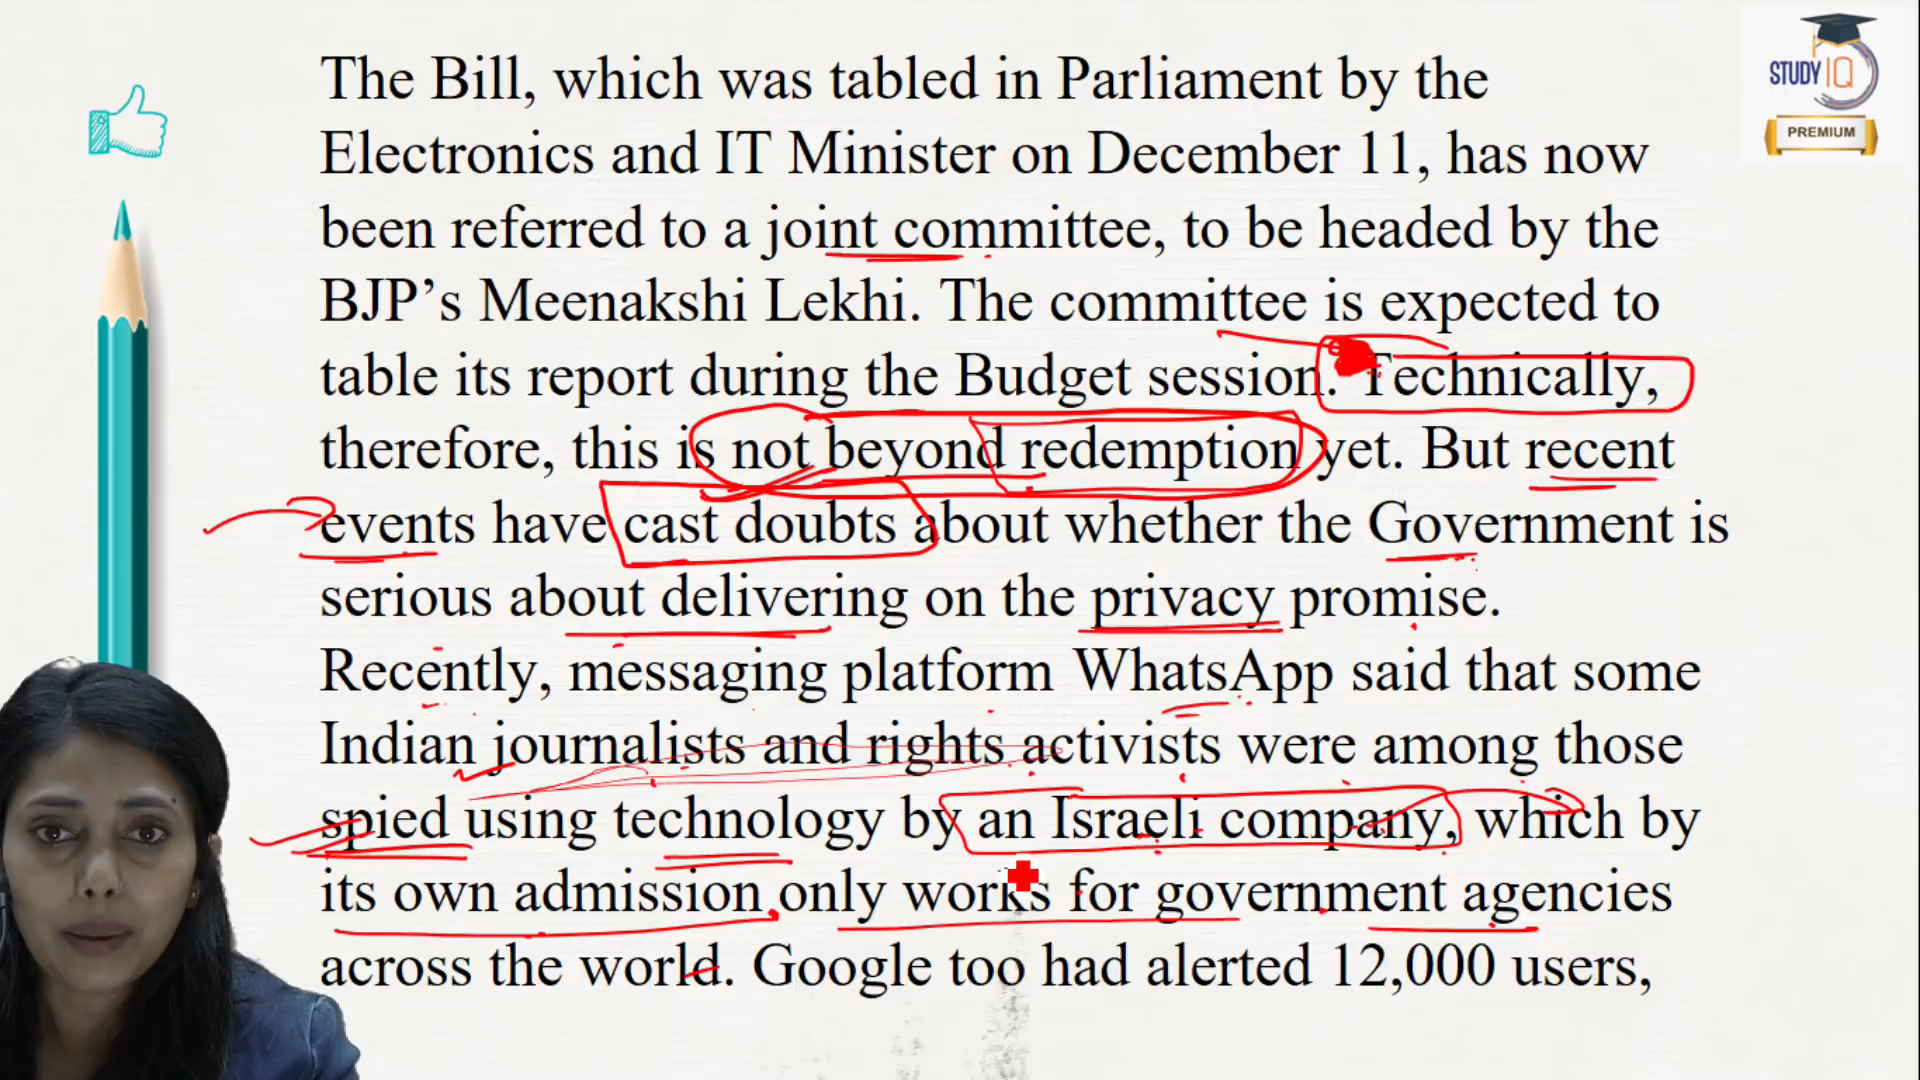 The Bill, which was tabled in Parliament by the
Electronics and IT Minister on December 11, has now
been referred to a joint committee, to be headed by the
BJP’s Meenakshi Lekhi. The committee is expected to
table its report during the Budget session. Technically,
therefore, this is not beyond redemption yet. But recent
events have cast doubts about whether the Government is
serious about delivering on the privacy promise.
Recently, messaging platform WhatsApp said that some
Indian journalists and rights activists were among those
spied using technology by an Israeli company, which by
its own admission only works for government agencies
across the world. Google too had alerted 12,000 users,
STUDY IQ
PREMIUM